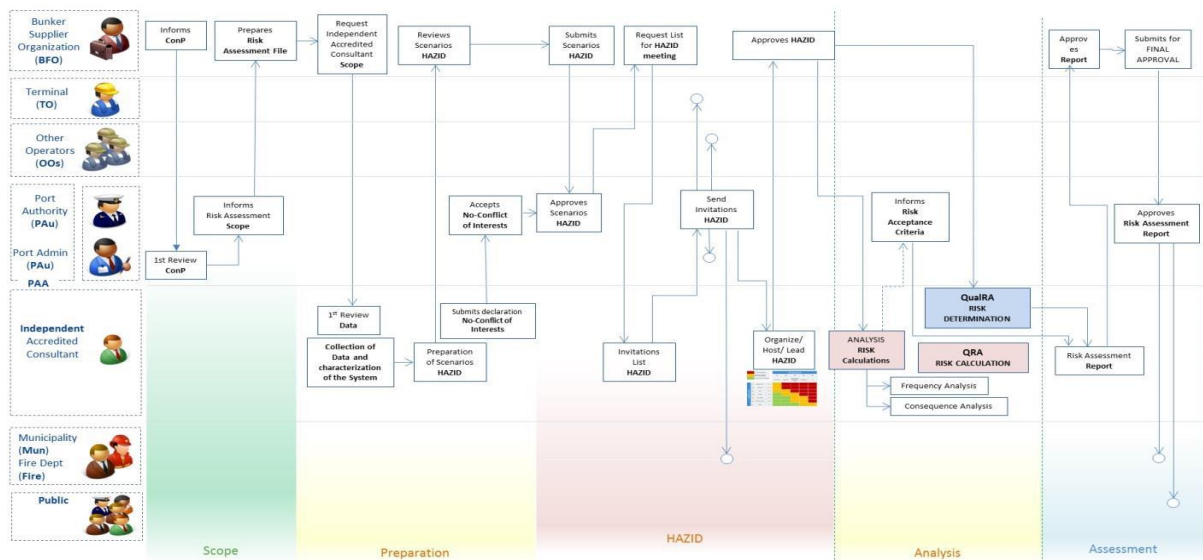 Bunker
Supplier
Organization
(BFO)
Informs
ConP
Prepares
Risk
Assessment File
Request
Independent
Accredited
Consultant
Scope
Reviews
Scenarios
HAZID
Submits
Scenarios
HAZID
Request List
for HAZID
meeting
Approves HAZID
Approv
es
Report
Submits for
FINAL
APPROVAL
Terminal
(TO)
Other
Operators
(OOs)
Port
Authority
(PAu)
Port Admin
(PAu)
PAA
1st Review
ConP
Informs
Risk Assessment
Scope
Accepts
No-Conflict
of Interests
Approves
Scenarios
HAZID
Send
Invitations
HAZID
Informs
Risk
Acceptance
Criteria
Approves
Risk Assessment
Report
Independent
Accredited
Consultant
1st Review
Data
Collection of
Data and
characterization
of the System
Submits declaration
No-Conflict of
Interests
Preparation
of Scenarios
HAZID
Invitations
List
HAZID
Organize/
Host/ Lead
HAZID
ANALYSIS
RISK
Calculations
QualRA
RISK
DETERMINATION
QRA
RISK CALCULATION
Frequency Analysis
Consequence Analysis
Risk Assessment
Report
Municipality
(Mun)
Fire Dept
(Fire)
Public
Scope
Preparation
HAZID
Analysis
Assessment